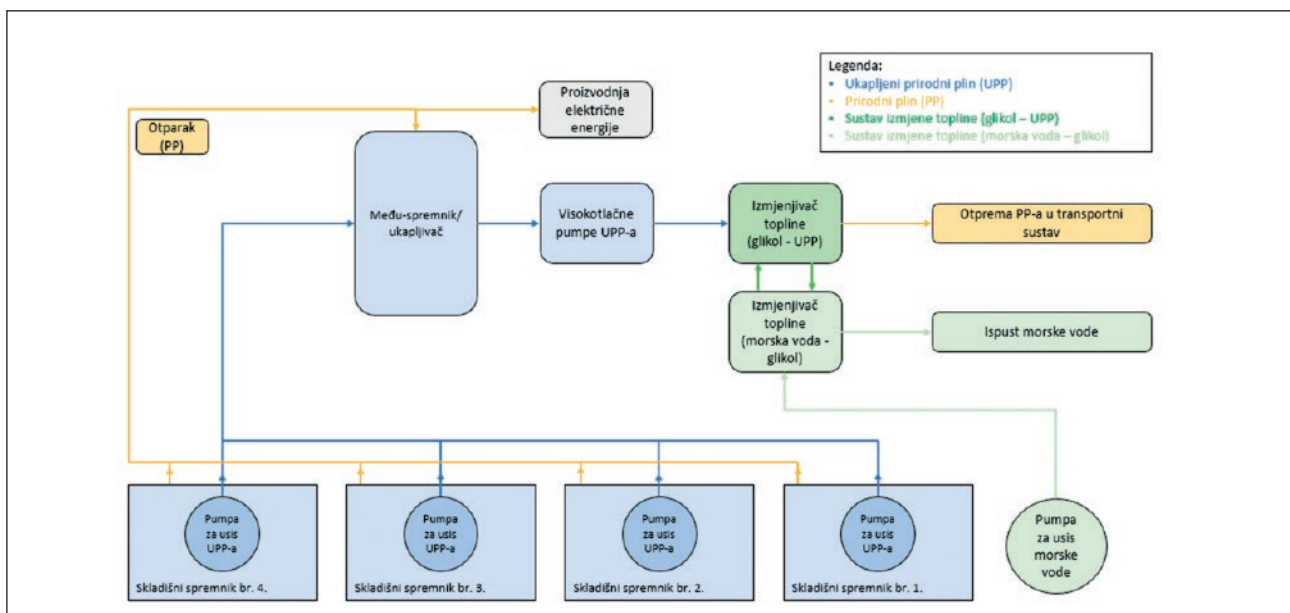 Legenda:
• Ukapljeni prirodni plin (UPP)
• Prirodni plin (PP)
• Sustav izmjene topline (glikol – UPP)
• Sustav izmjene topline (morska voda – glikol)
Proizvodnja
električne
energije
Otparak
(PP)
Među-spremnik/
ukapljivač
Visokotlačne
pumpe UPP-a
Izmjenjivač
topline
(glikol - UPP)
Otprema PP-a u transportni
sustav
Izmjenjivač
topline
(morska voda -
glikol)
Ispust morske vode
Pumpa
za usis
UPP-a
Skladišni spremnik br. 4.
Pumpa
za usis
UPP-a
Skladišni spremnik br. 3.
Pumpa
za usis
UPP-a
Skladišni spremnik br. 2.
Pumpa
za usis
UPP-a
Skladišni spremnik br. 1.
Pumpa
za usis
morske
vode